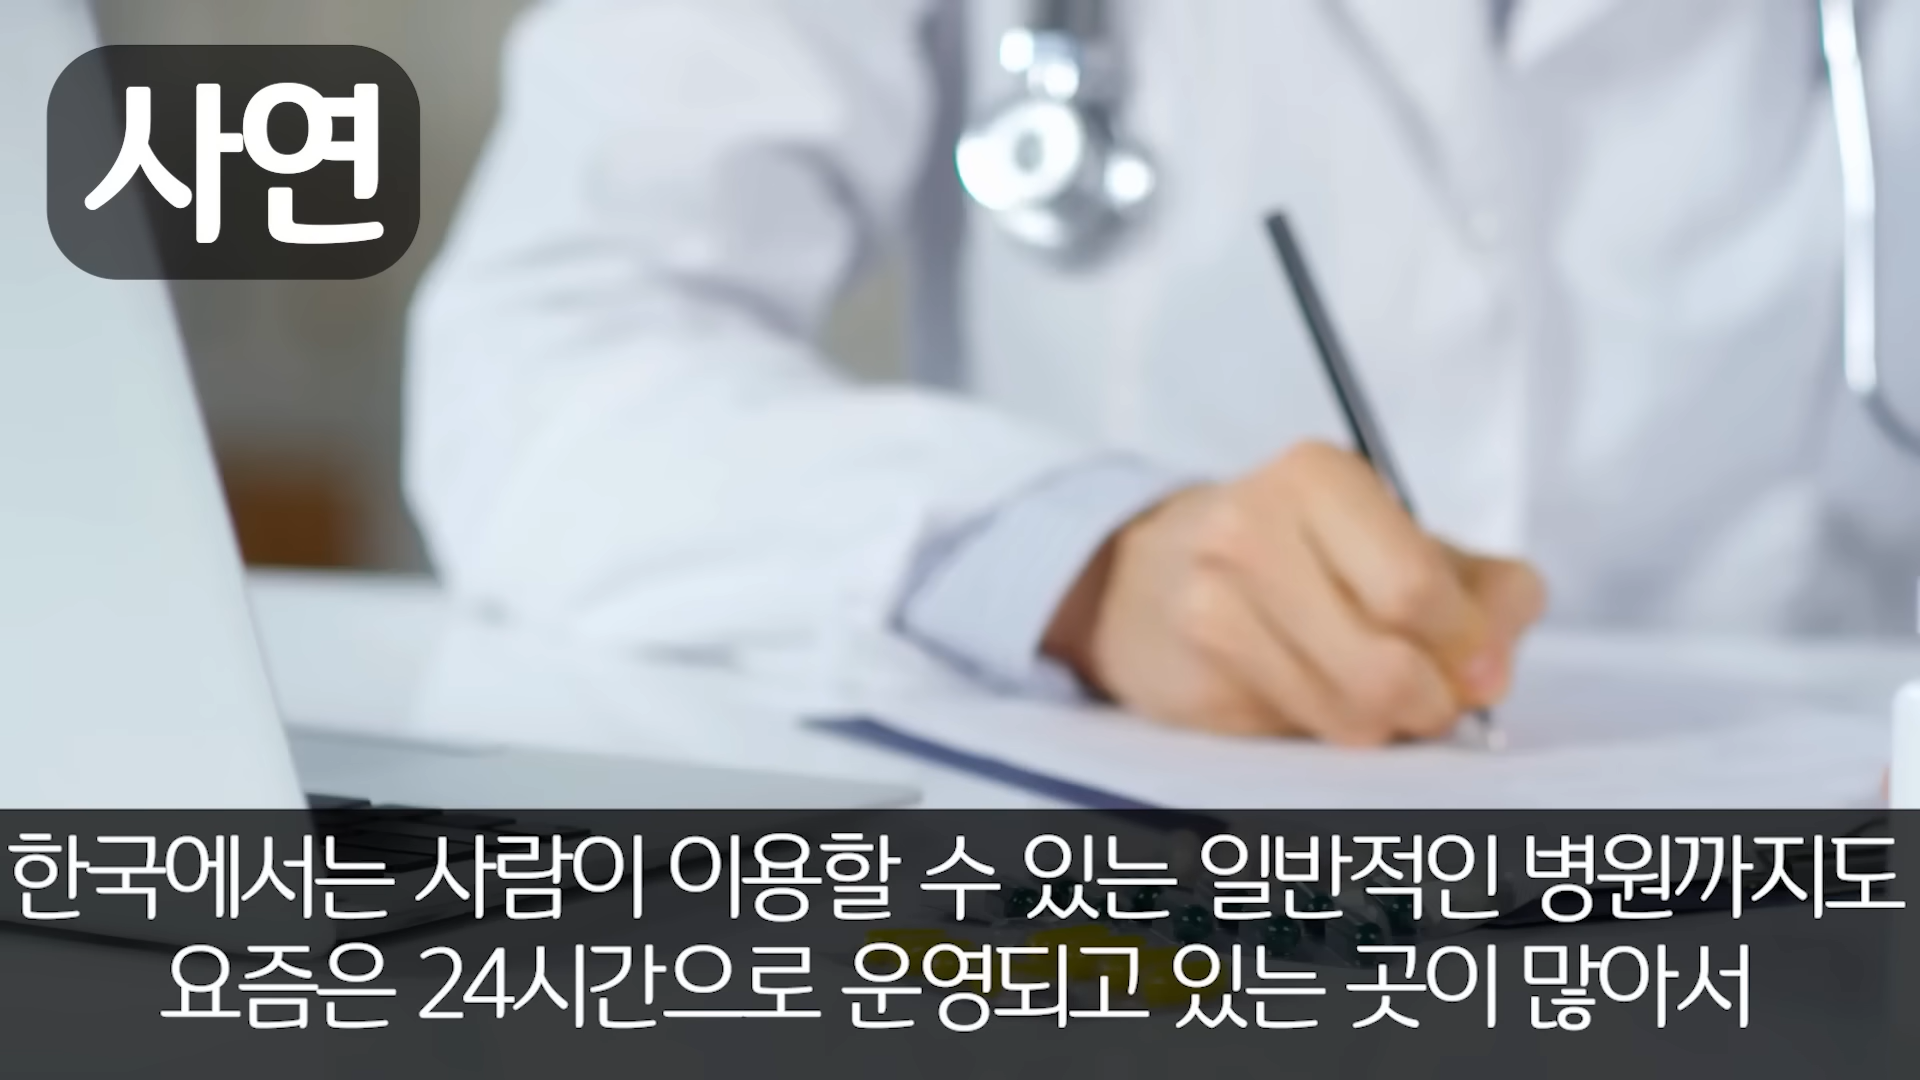 사연
한국에서는 사람이 이용할 수 있는 일반적인 병원까지도
요즘은 24시간으로 운영되고 있는 곳이 많아서